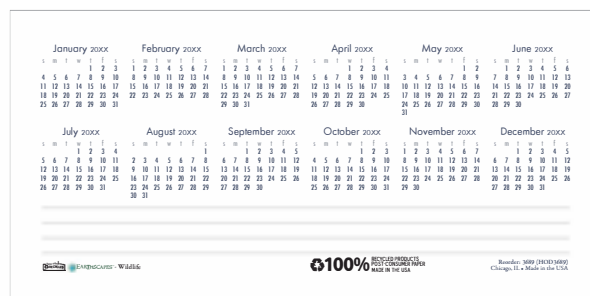 January 20XX
s m t w t f s
1 2 3
4 5 6 7 8 9 10
11 12 13 14 15 16 17
18 19 20 21 22 23 24
25 26 27 28 29 30 31
February 20XX
s m t w t f s
1 2 3 4 5 6 7
8 9 10 11 12 13 14
15 16 17 18 19 20 21
22 23 24 25 26 27 28
March 20XX
s m t w t f s
1 2 3 4 5 6 7
8 9 10 11 12 13 14
15 16 17 18 19 20 21
22 23 24 25 26 27 28
29 30 31
April 20XX
s m t w t f s
1 2 3 4
5 6 7 8 9 10 11
12 13 14 15 16 17 18
19 20 21 22 23 24 25
26 27 28 29 30
May 20XX
s m t w t f s
1 2
3 4 5 6 7 8 9
10 11 12 13 14 15 16
17 18 19 20 21 22 23
24 25 26 27 28 29 30
31
June 20XX
s m t w t f s
1 2 3 4 5 6
7 8 9 10 11 12 13
14 15 16 17 18 19 20
21 22 23 24 25 26 27
28 29 30
July 20XX
s m t w t f s
1 2 3 4
5 6 7 8 9 10 11
12 13 14 15 16 17 18
19 20 21 22 23 24 25
26 27 28 29 30 31
August 20XX
s m t w t f s
1
2 3 4 5 6 7 8
9 10 11 12 13 14 15
16 17 18 19 20 21 22
23 24 25 26 27 28 29
30 31
September 20XX
s m t w t f s
1 2 3 4 5
6 7 8 9 10 11 12
13 14 15 16 17 18 19
20 21 22 23 24 25 26
27 28 29 30
October 20XX
s m t w t f s
1 2 3
4 5 6 7 8 9 10
11 12 13 14 15 16 17
18 19 20 21 22 23 24
25 26 27 28 29 30 31
November 20XX
s m t w t f s
1 2 3 4 5 6 7
8 9 10 11 12 13 14
15 16 17 18 19 20 21
22 23 24 25 26 27 28
29 30
December 20XX
s m t w t f s
1 2 3 4 5
6 7 8 9 10 11 12
13 14 15 16 17 18 19
20 21 22 23 24 25 26
27 28 29 30 31
EARTHSCAPES™ - Wildlife
100% RECYCLED PRODUCTS
POST-CONSUMER PAPER
MADE IN THE USA
Reorder: 3689 (HOD3689)
Chicago, IL • Made in the USA